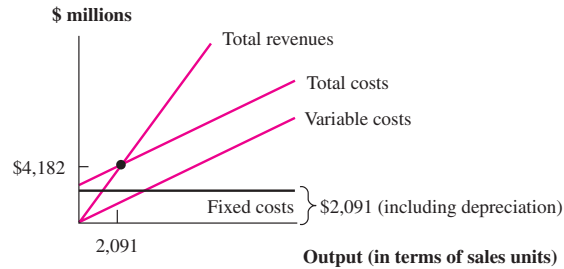 $ millions
Total revenues
Total costs
Variable costs
$4,182
Fixed costs
$2,091 (including depreciation)
2,091
Output (in terms of sales units)